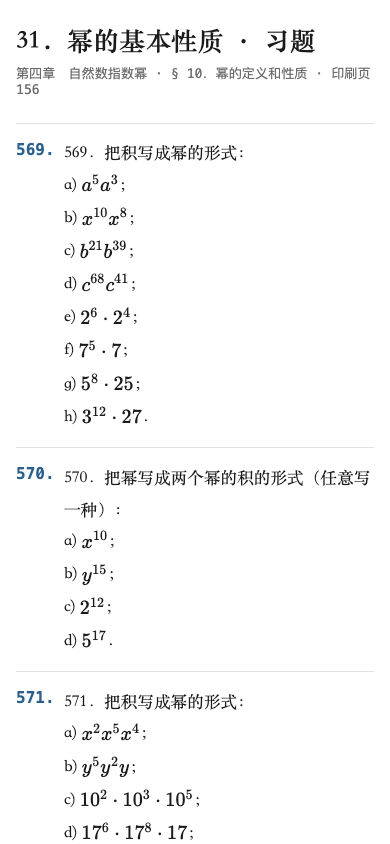 31. 幂的基本性质 · 习题
第四章 自然数指数幂 · § 10. 幂的定义和性质 · 印刷页
156
569. 569. 把积写成幂的形式：
a) a⁵a³;
b) x¹⁰x⁸;
c) b²¹b³⁹;
d) c⁶⁸c⁴¹;
e) 2⁶ · 2⁴;
f) 7⁵ · 7;
g) 5⁸ · 25;
h) 3¹² · 27.
570. 570. 把幂写成两个幂的积的形式（任意写
一种）：
a) x¹⁰;
b) y¹⁵;
c) 2¹²;
d) 5¹⁷.
571. 571. 把积写成幂的形式：
a) x²x⁵x⁴;
b) y⁵y²y;
c) 10² · 10³ · 10⁵;
d) 17⁶ · 17⁸ · 17;